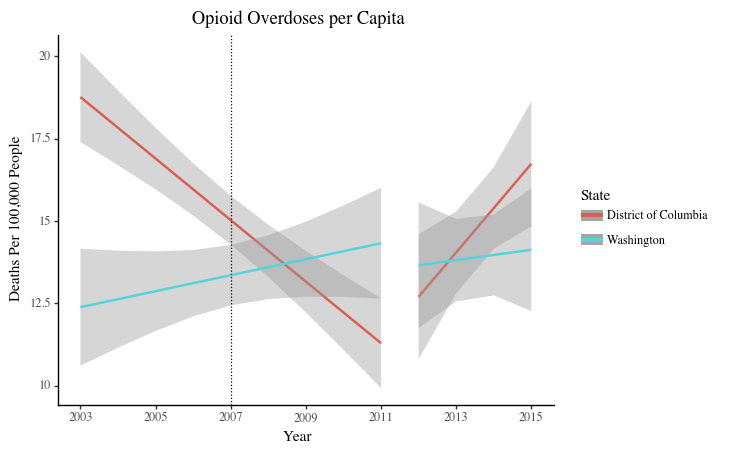 Opioid Overdoses per Capita
20
17.5
15
12.5
10
Deaths Per 100,000 People
2003 2005 2007 2009 2011 2013 2015
Year
State
District of Columbia
Washington